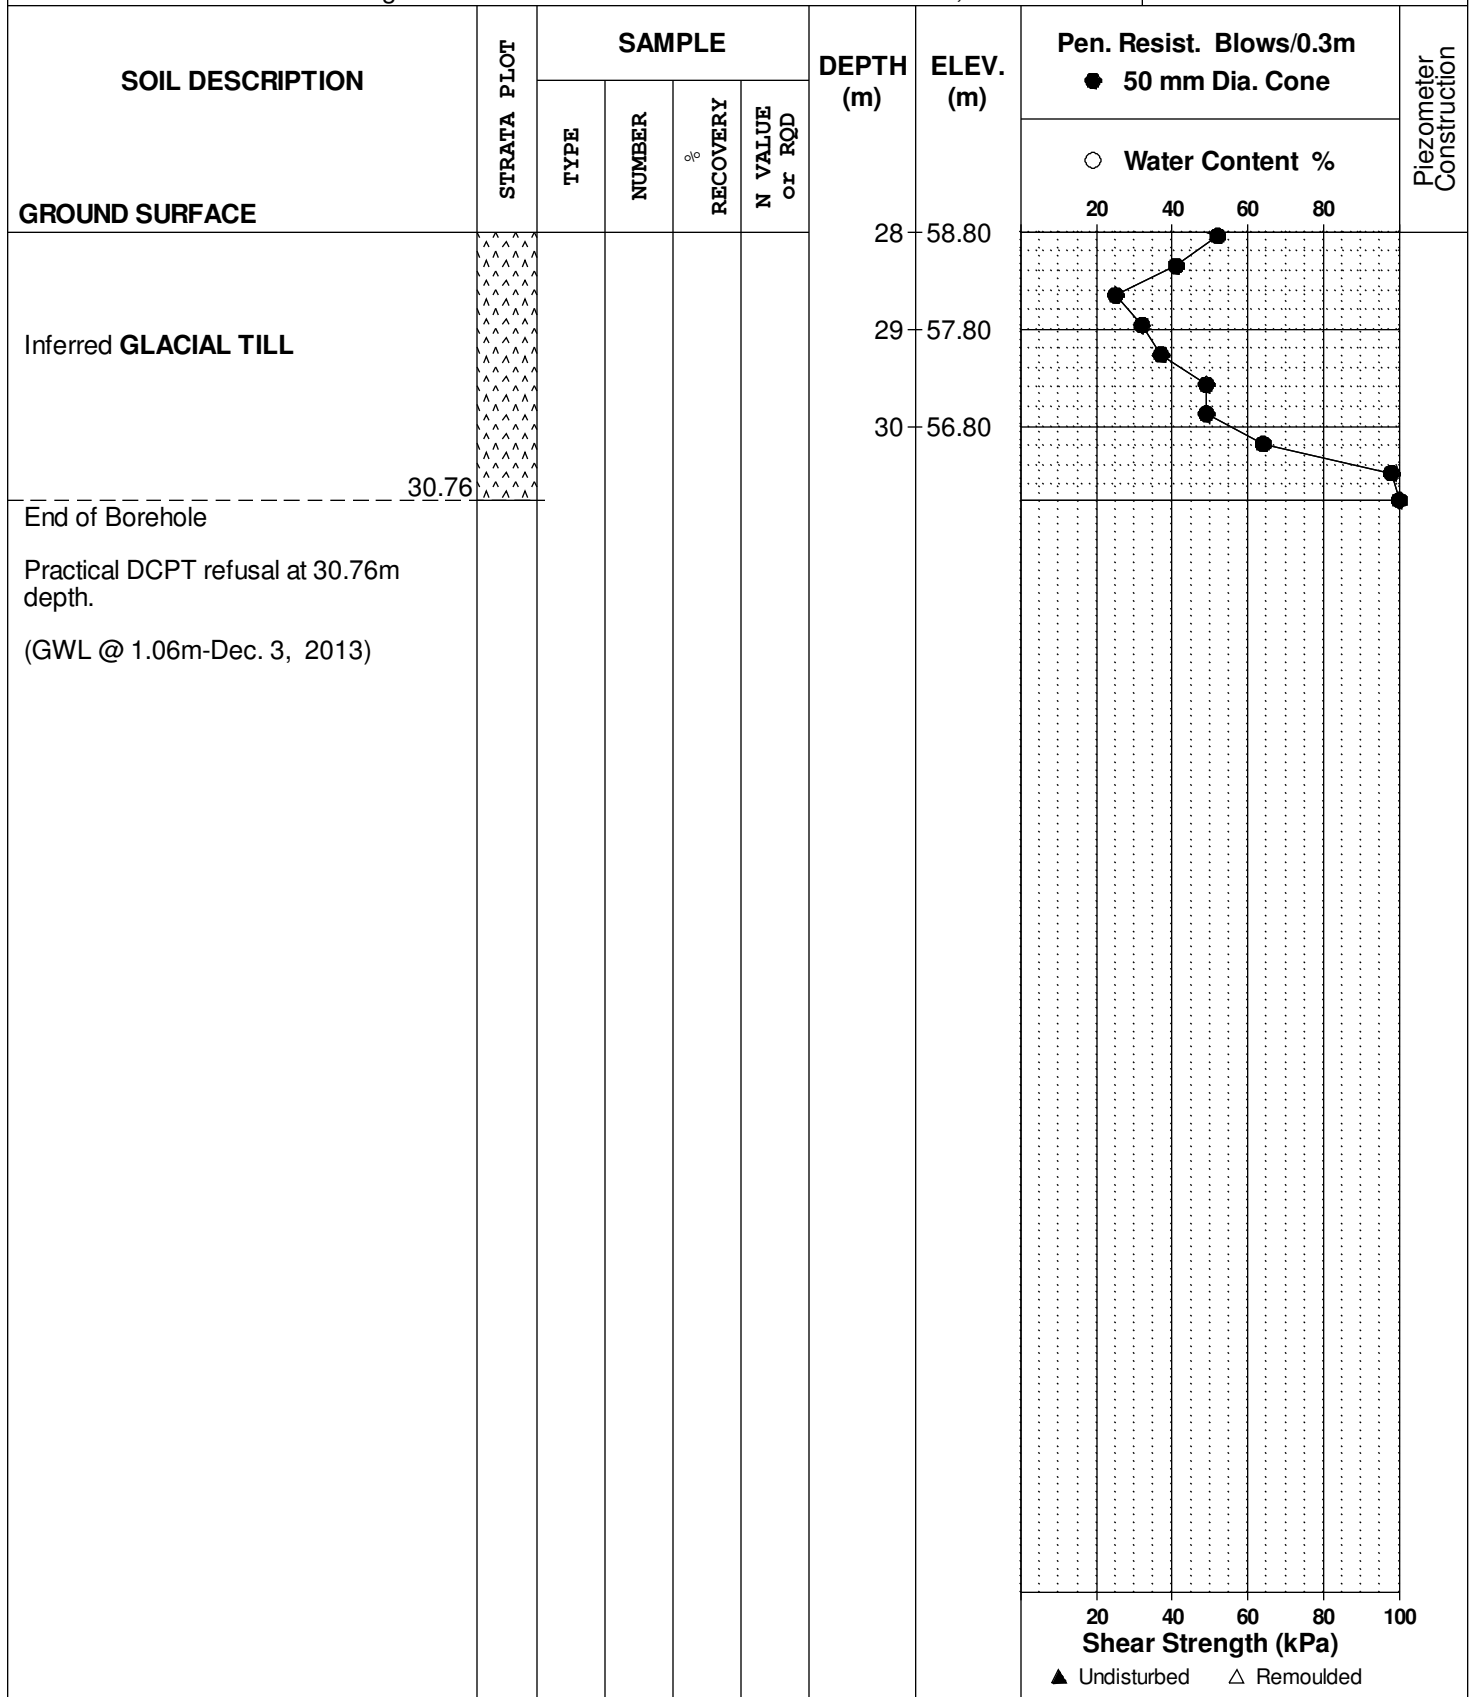 SOIL DESCRIPTION
GROUND SURFACE
STRATA PLOT
SAMPLE
TYPE
NUMBER
%
RECOVERY
N VALUE
or RQD
DEPTH
(m)
ELEV.
(m)
Pen. Resist. Blows/0.3m
● 50 mm Dia. Cone
○ Water Content %
20 40 60 80
Piezometer
Construction
28 58.80
Inferred GLACIAL TILL
29 57.80
30 56.80
30.76
End of Borehole
Practical DCPT refusal at 30.76m
depth.
(GWL @ 1.06m-Dec. 3, 2013)
20 40 60 80 100
Shear Strength (kPa)
▲ Undisturbed △ Remoulded